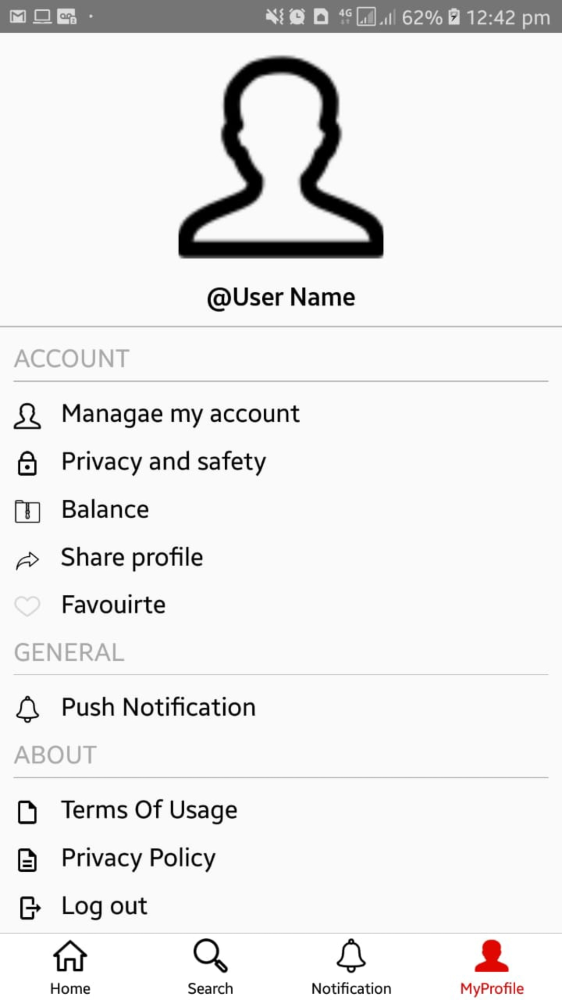 4G 62% 12:42 pm
@User Name
ACCOUNT
Managae my account
Privacy and safety
Balance
Share profile
Favouirte
GENERAL
Push Notification
ABOUT
Terms Of Usage
Privacy Policy
Log out
Home Search Notification MyProfile